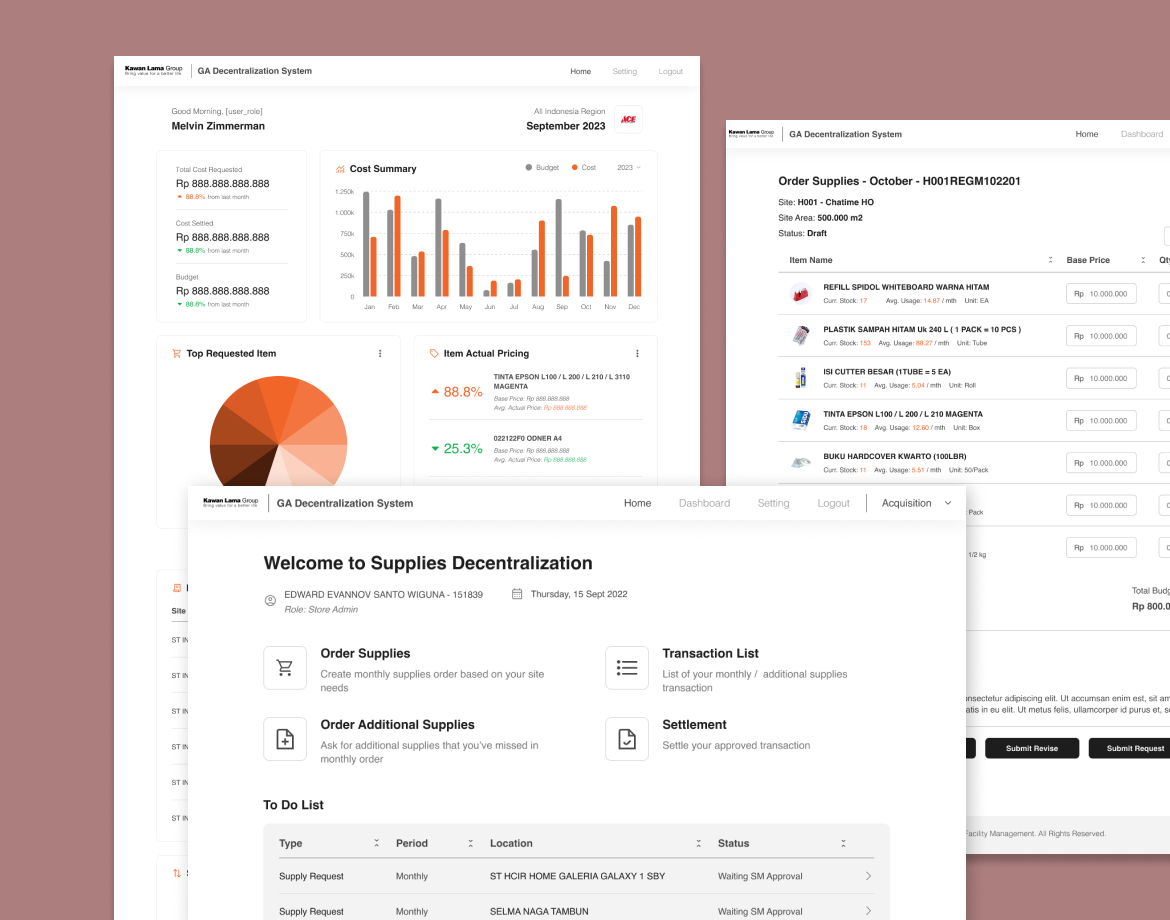 Kawan Lama Group
Bring value for a better life
GA Decentralization System
Home
Setting
Logout
Good Morning, [user_role]
Melvin Zimmerman
All Indonesia Region
September 2023
ACE
Total Cost Requested
Rp 888.888.888.888
88.8% from last month
Cost Settled
Rp 888.888.888.888
88.8% from last month
Budget
Rp 888.888.888.888
88.8% from last month
Cost Summary
Budget
Cost
2023
1.250k
1.000k
750k
500k
250k
0
Jan Feb Mar Apr May Jun Jul Aug Sep Oct Nov Dec
Top Requested Item
Item Actual Pricing
88.8%
TINTA EPSON L100 / L 200 / L 210 / L 3110
MAGENTA
Base Price: Rp 888.888.888
Avg. Actual Price: Rp 888.888.888
25.3%
022122F0 ODNER A4
Base Price: Rp 888.888.888
Avg. Actual Price: Rp 888.888.888
Site
ST IN
ST IN
ST IN
ST IN
ST IN
ST IN
Kawan Lama Group
Bring value for a better life
GA Decentralization System
Home
Dashboard
Order Supplies - October - H001REGM102201
Site: H001 - Chatime HO
Site Area: 500.000 m2
Status: Draft
Item Name
Base Price
Qty
REFILL SPIDOL WHITEBOARD WARNA HITAM
Curr. Stock: 17 Avg. Usage: 14.87 / mth Unit: EA
Rp 10.000.000
PLASTIK SAMPAH HITAM Uk 240 L ( 1 PACK = 10 PCS )
Curr. Stock: 153 Avg. Usage: 88.27 / mth Unit: Tube
Rp 10.000.000
ISI CUTTER BESAR (1TUBE = 5 EA)
Curr. Stock: 11 Avg. Usage: 5.04 / mth Unit: Roll
Rp 10.000.000
TINTA EPSON L100 / L 200 / L 210 MAGENTA
Curr. Stock: 18 Avg. Usage: 12.60 / mth Unit: Box
Rp 10.000.000
BUKU HARDCOVER KWARTO (100LBR)
Curr. Stock: 11 Avg. Usage: 5.51 / mth Unit: 50/Pack
Rp 10.000.000
Pack
Rp 10.000.000
1/2 kg
Rp 10.000.000
Total Budg
Rp 800.0
onsectetur adipiscing elit. Ut accumsan enim est, sit am
atis in eu elit. Ut metus felis, ullamcorper id purus et, s
Submit Revise
Submit Request
Facility Management. All Rights Reserved.
Kawan Lama Group
Bring value for a better life
GA Decentralization System
Home
Dashboard
Setting
Logout
Acquisition
Welcome to Supplies Decentralization
EDWARD EVANNOV SANTO WIGUNA - 151839
Role: Store Admin
Thursday, 15 Sept 2022
Order Supplies
Create monthly supplies order based on your site
needs
Transaction List
List of your monthly / additional supplies
transaction
Order Additional Supplies
Ask for additional supplies that you've missed in
monthly order
Settlement
Settle your approved transaction
To Do List
Type
Period
Location
Status
Supply Request Monthly ST HCIR HOME GALERIA GALAXY 1 SBY Waiting SM Approval
Supply Request Monthly SELMA NAGA TAMBUN Waiting SM Approval